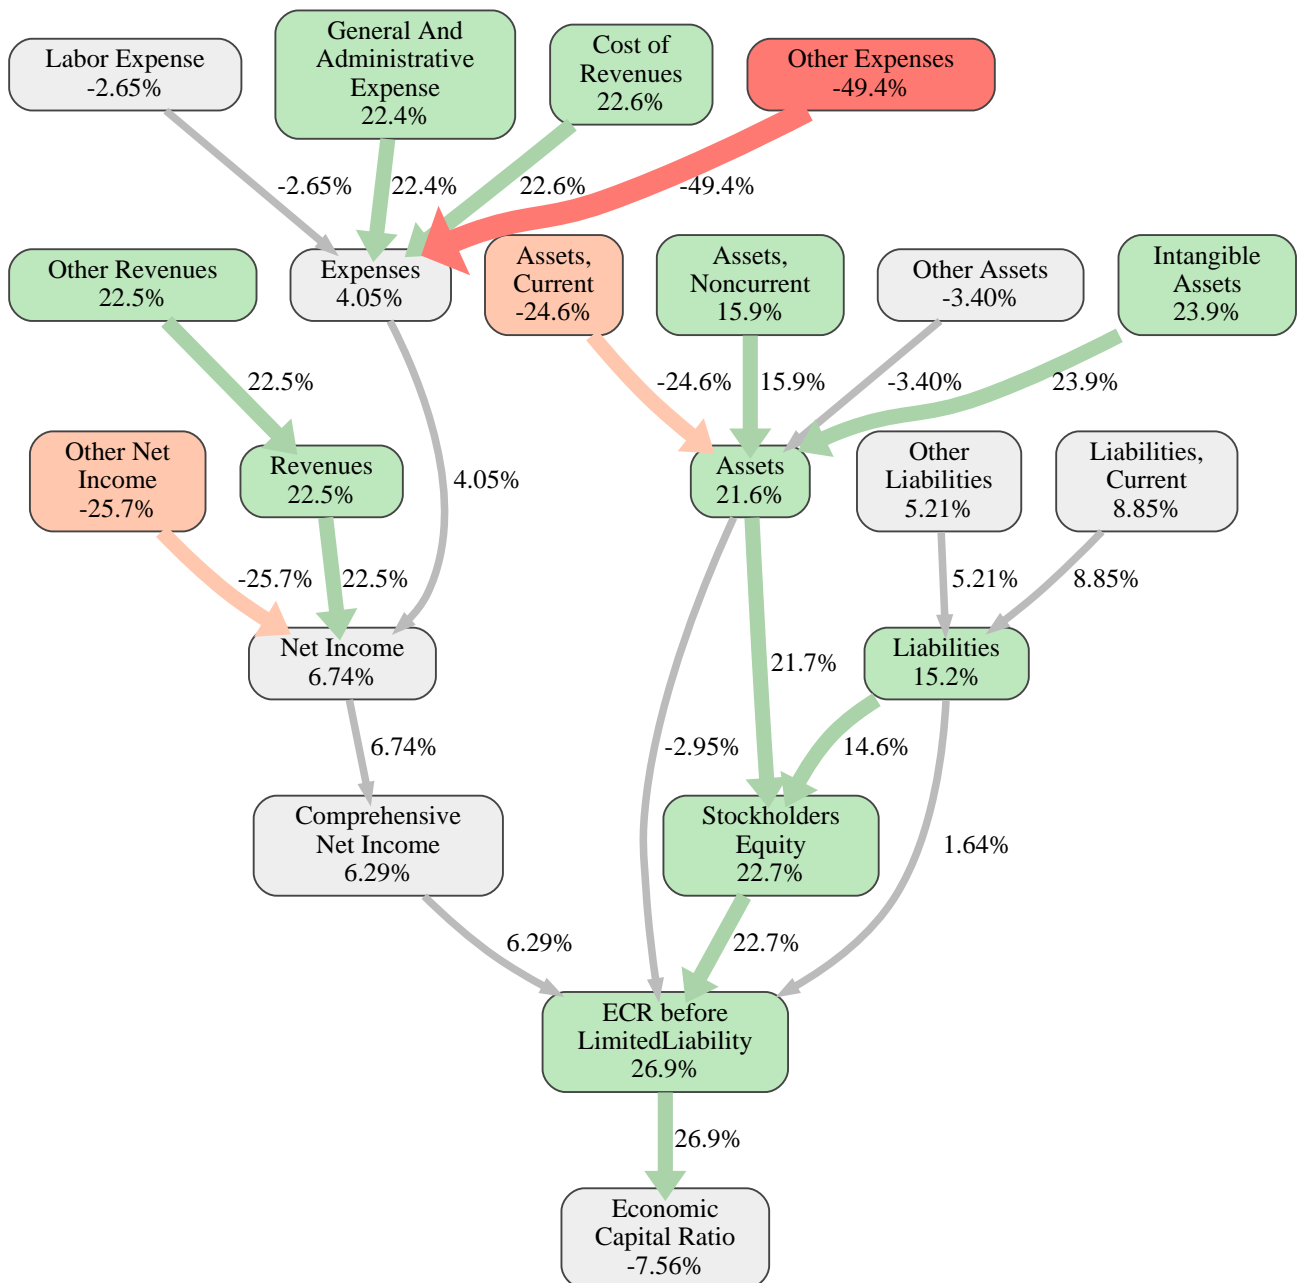 Labor Expense
-2.65%
General And
Administrative
Expense
22.4%
Cost of
Revenues
22.6%
Other Expenses
-49.4%
-2.65%
22.4%
22.6%
-49.4%
Other Revenues
22.5%
Expenses
4.05%
Assets,
Current
-24.6%
Assets,
Noncurrent
15.9%
Other Assets
-3.40%
Intangible
Assets
23.9%
22.5%
-24.6%
15.9%
-3.40%
23.9%
Other Net
Income
-25.7%
Revenues
22.5%
4.05%
Assets
21.6%
Other
Liabilities
5.21%
Liabilities,
Current
8.85%
-25.7%
22.5%
5.21%
8.85%
Net Income
6.74%
21.7%
Liabilities
15.2%
6.74%
-2.95%
14.6%
Comprehensive
Net Income
6.29%
Stockholders
Equity
22.7%
1.64%
6.29%
22.7%
ECR before
LimitedLiability
26.9%
26.9%
Economic
Capital Ratio
-7.56%